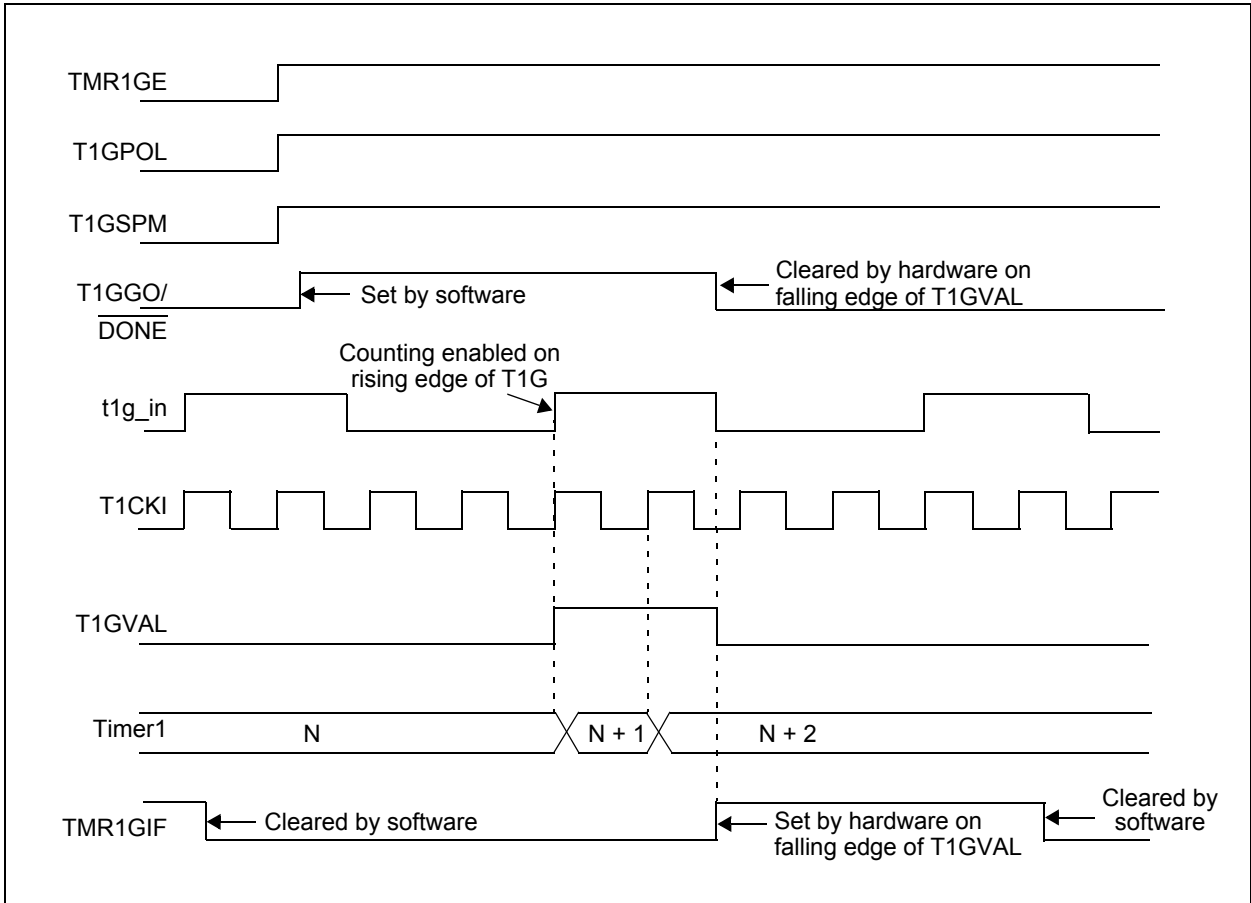 TMR1GE
T1GPOL
T1GSPM
T1GGO/
DONE
Set by software
Cleared by hardware on
falling edge of T1GVAL
Counting enabled on
rising edge of T1G
t1g_in
T1CKI
T1GVAL
Timer1
N
N + 1
N + 2
TMR1GIF
Cleared by software
Set by hardware on
falling edge of T1GVAL
Cleared by
software